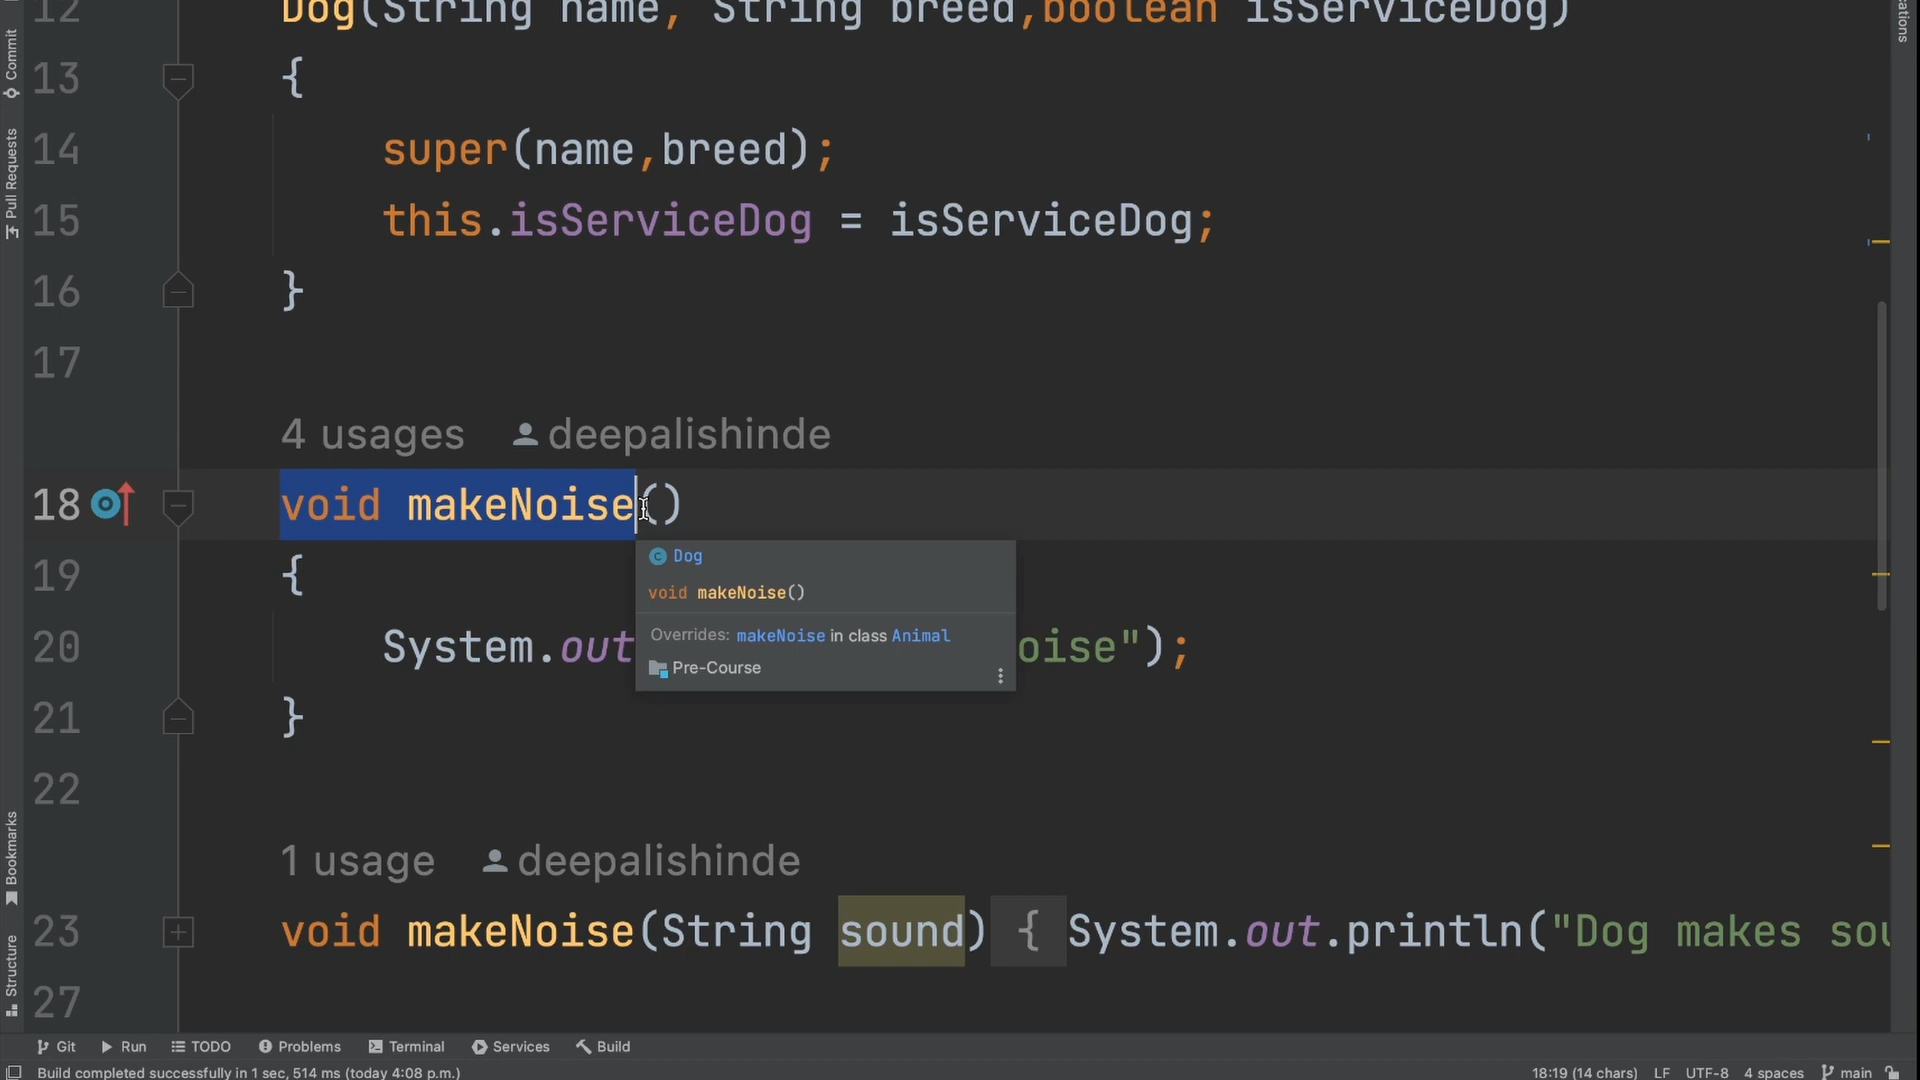 12 Dog(String name, String breed,boolean isServiceDog)
13 {
14 super(name,breed);
15 this.isServiceDog = isServiceDog;
16 }
17
4 usages deepalishinde
18 void makeNoise()
Dog
void makeNoise()
Overrides: makeNoise in class Animal
Pre-Course
19 {
20 System.out oise");
21 }
22
1 usage deepalishinde
23 void makeNoise(String sound) { System.out.println("Dog makes sou
27
Commit
Pull Requests
Bookmarks
Structure
ations
Git Run TODO Problems Terminal Services Build
Build completed successfully in 1 sec, 514 ms (today 4:08 p.m.) 18:19 (14 chars) LF UTF-8 4 spaces main